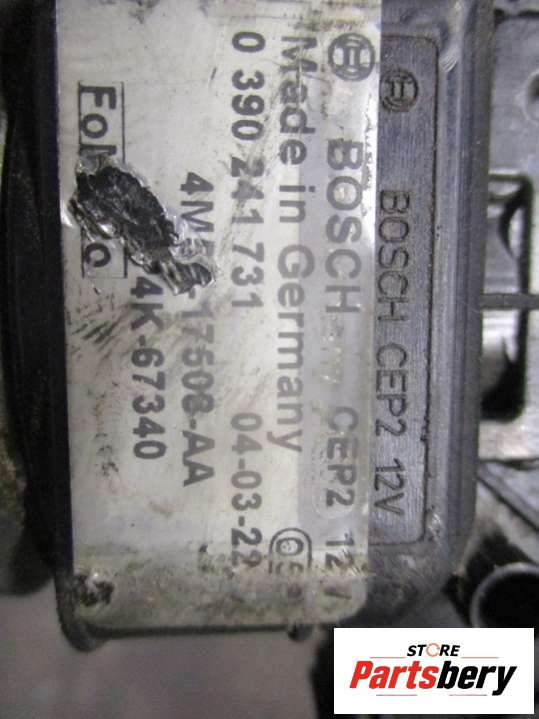 BOSCH CEP2 12V
BOSCH CEP2 12 V
Made in Germany
0 390 241 731 04-03-22
17508-AA
4K-67340
STORE
Partsbery